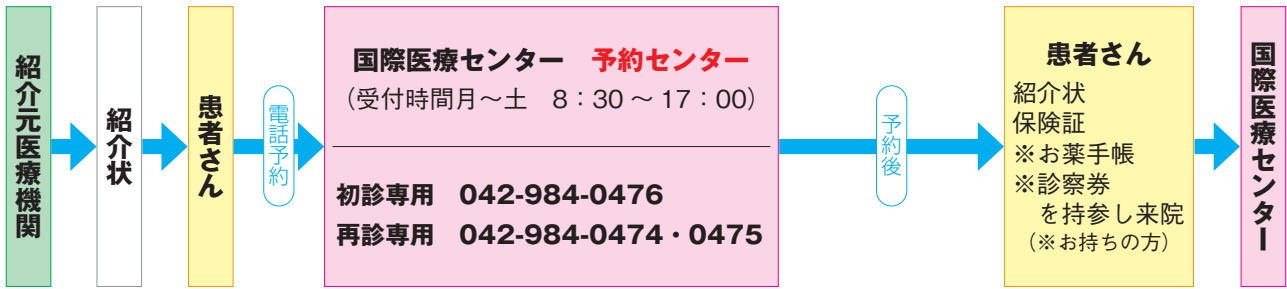 紹介元医療機関
紹介状
患者さん
電話予約
国際医療センター　予約センター
（受付時間月～土　8：30 ～ 17：00）
初診専用　042-984-0476
再診専用　042-984-0474・0475
予約後
患者さん
紹介状
保険証
※お薬手帳
※診察券
を持参し来院
（※お持ちの方）
国際医療センター